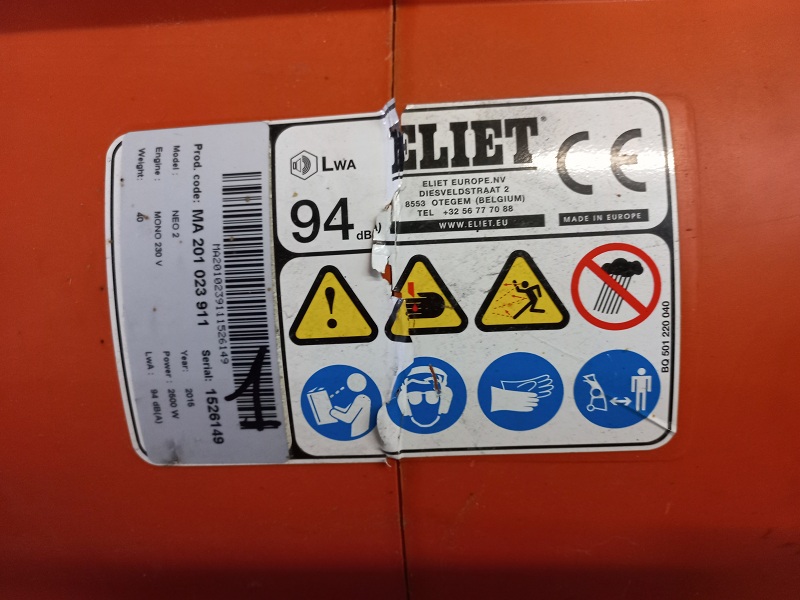 Prod. code: MA 201 023 911 Serial: 1526149
Model : NEO 2 Year: 2015
Engine : MONO 230 V Power : 2500 W
Weight: 40 LwA : 94 dB(A)
MA2010239111526149
LWA
94 dB(A)
ELIET
ELIET EUROPE.NV
DIESVELDSTRAAT 2
8553 OTEGEM (BELGIUM)
TEL +32 56 77 70 88
WWW.ELIET.EU
CE
MADE IN EUROPE
BQ 501 220 040